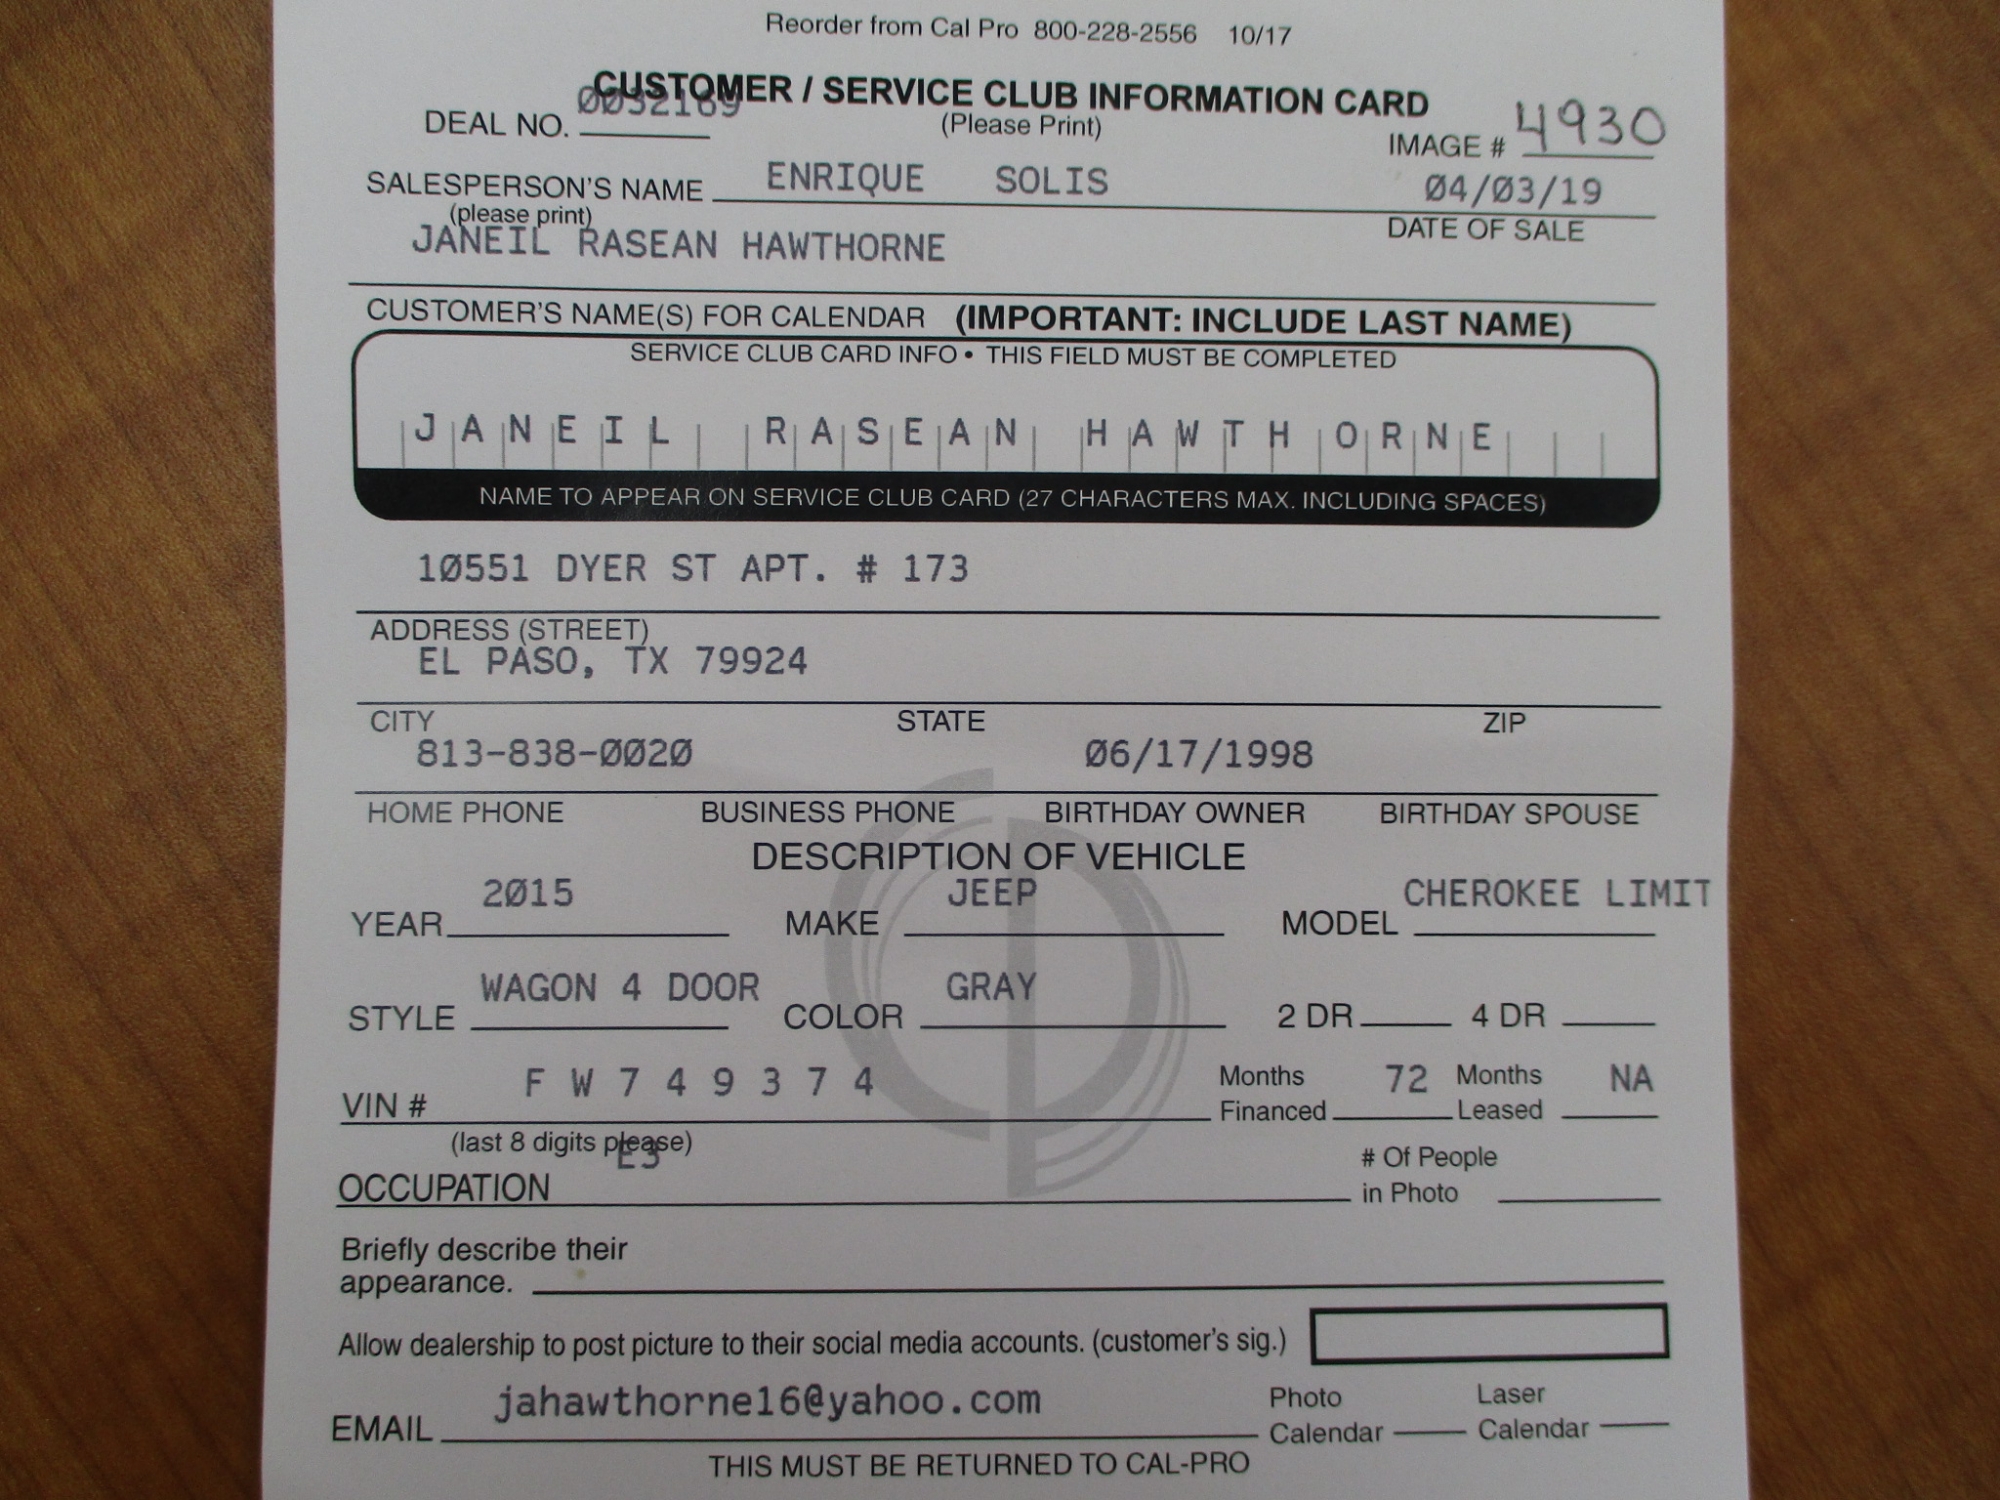 Reorder from Cal Pro 800-228-2556 10/17
CUSTOMER / SERVICE CLUB INFORMATION CARD
DEAL NO. 0032169 (Please Print) IMAGE # 4930
SALESPERSON'S NAME ENRIQUE SOLIS 04/03/19
(please print) DATE OF SALE
JANEIL RASEAN HAWTHORNE
CUSTOMER'S NAME(S) FOR CALENDAR (IMPORTANT: INCLUDE LAST NAME)
SERVICE CLUB CARD INFO • THIS FIELD MUST BE COMPLETED
JANEIL RASEAN HAWTHORNE
NAME TO APPEAR ON SERVICE CLUB CARD (27 CHARACTERS MAX. INCLUDING SPACES)
10551 DYER ST APT. # 173
ADDRESS (STREET)
EL PASO, TX 79924
CITY STATE ZIP
813-838-0020 06/17/1998
HOME PHONE BUSINESS PHONE BIRTHDAY OWNER BIRTHDAY SPOUSE
DESCRIPTION OF VEHICLE
YEAR 2015 MAKE JEEP MODEL CHEROKEE LIMIT
STYLE WAGON 4 DOOR COLOR GRAY 2 DR 4 DR
VIN # F W 7 4 9 3 7 4 Months Financed 72 Months Leased NA
(last 8 digits please)
OCCUPATION E3 # Of People in Photo
Briefly describe their
appearance.
Allow dealership to post picture to their social media accounts. (customer's sig.)
EMAIL jahawthorne16@yahoo.com Photo Calendar Laser Calendar
THIS MUST BE RETURNED TO CAL-PRO